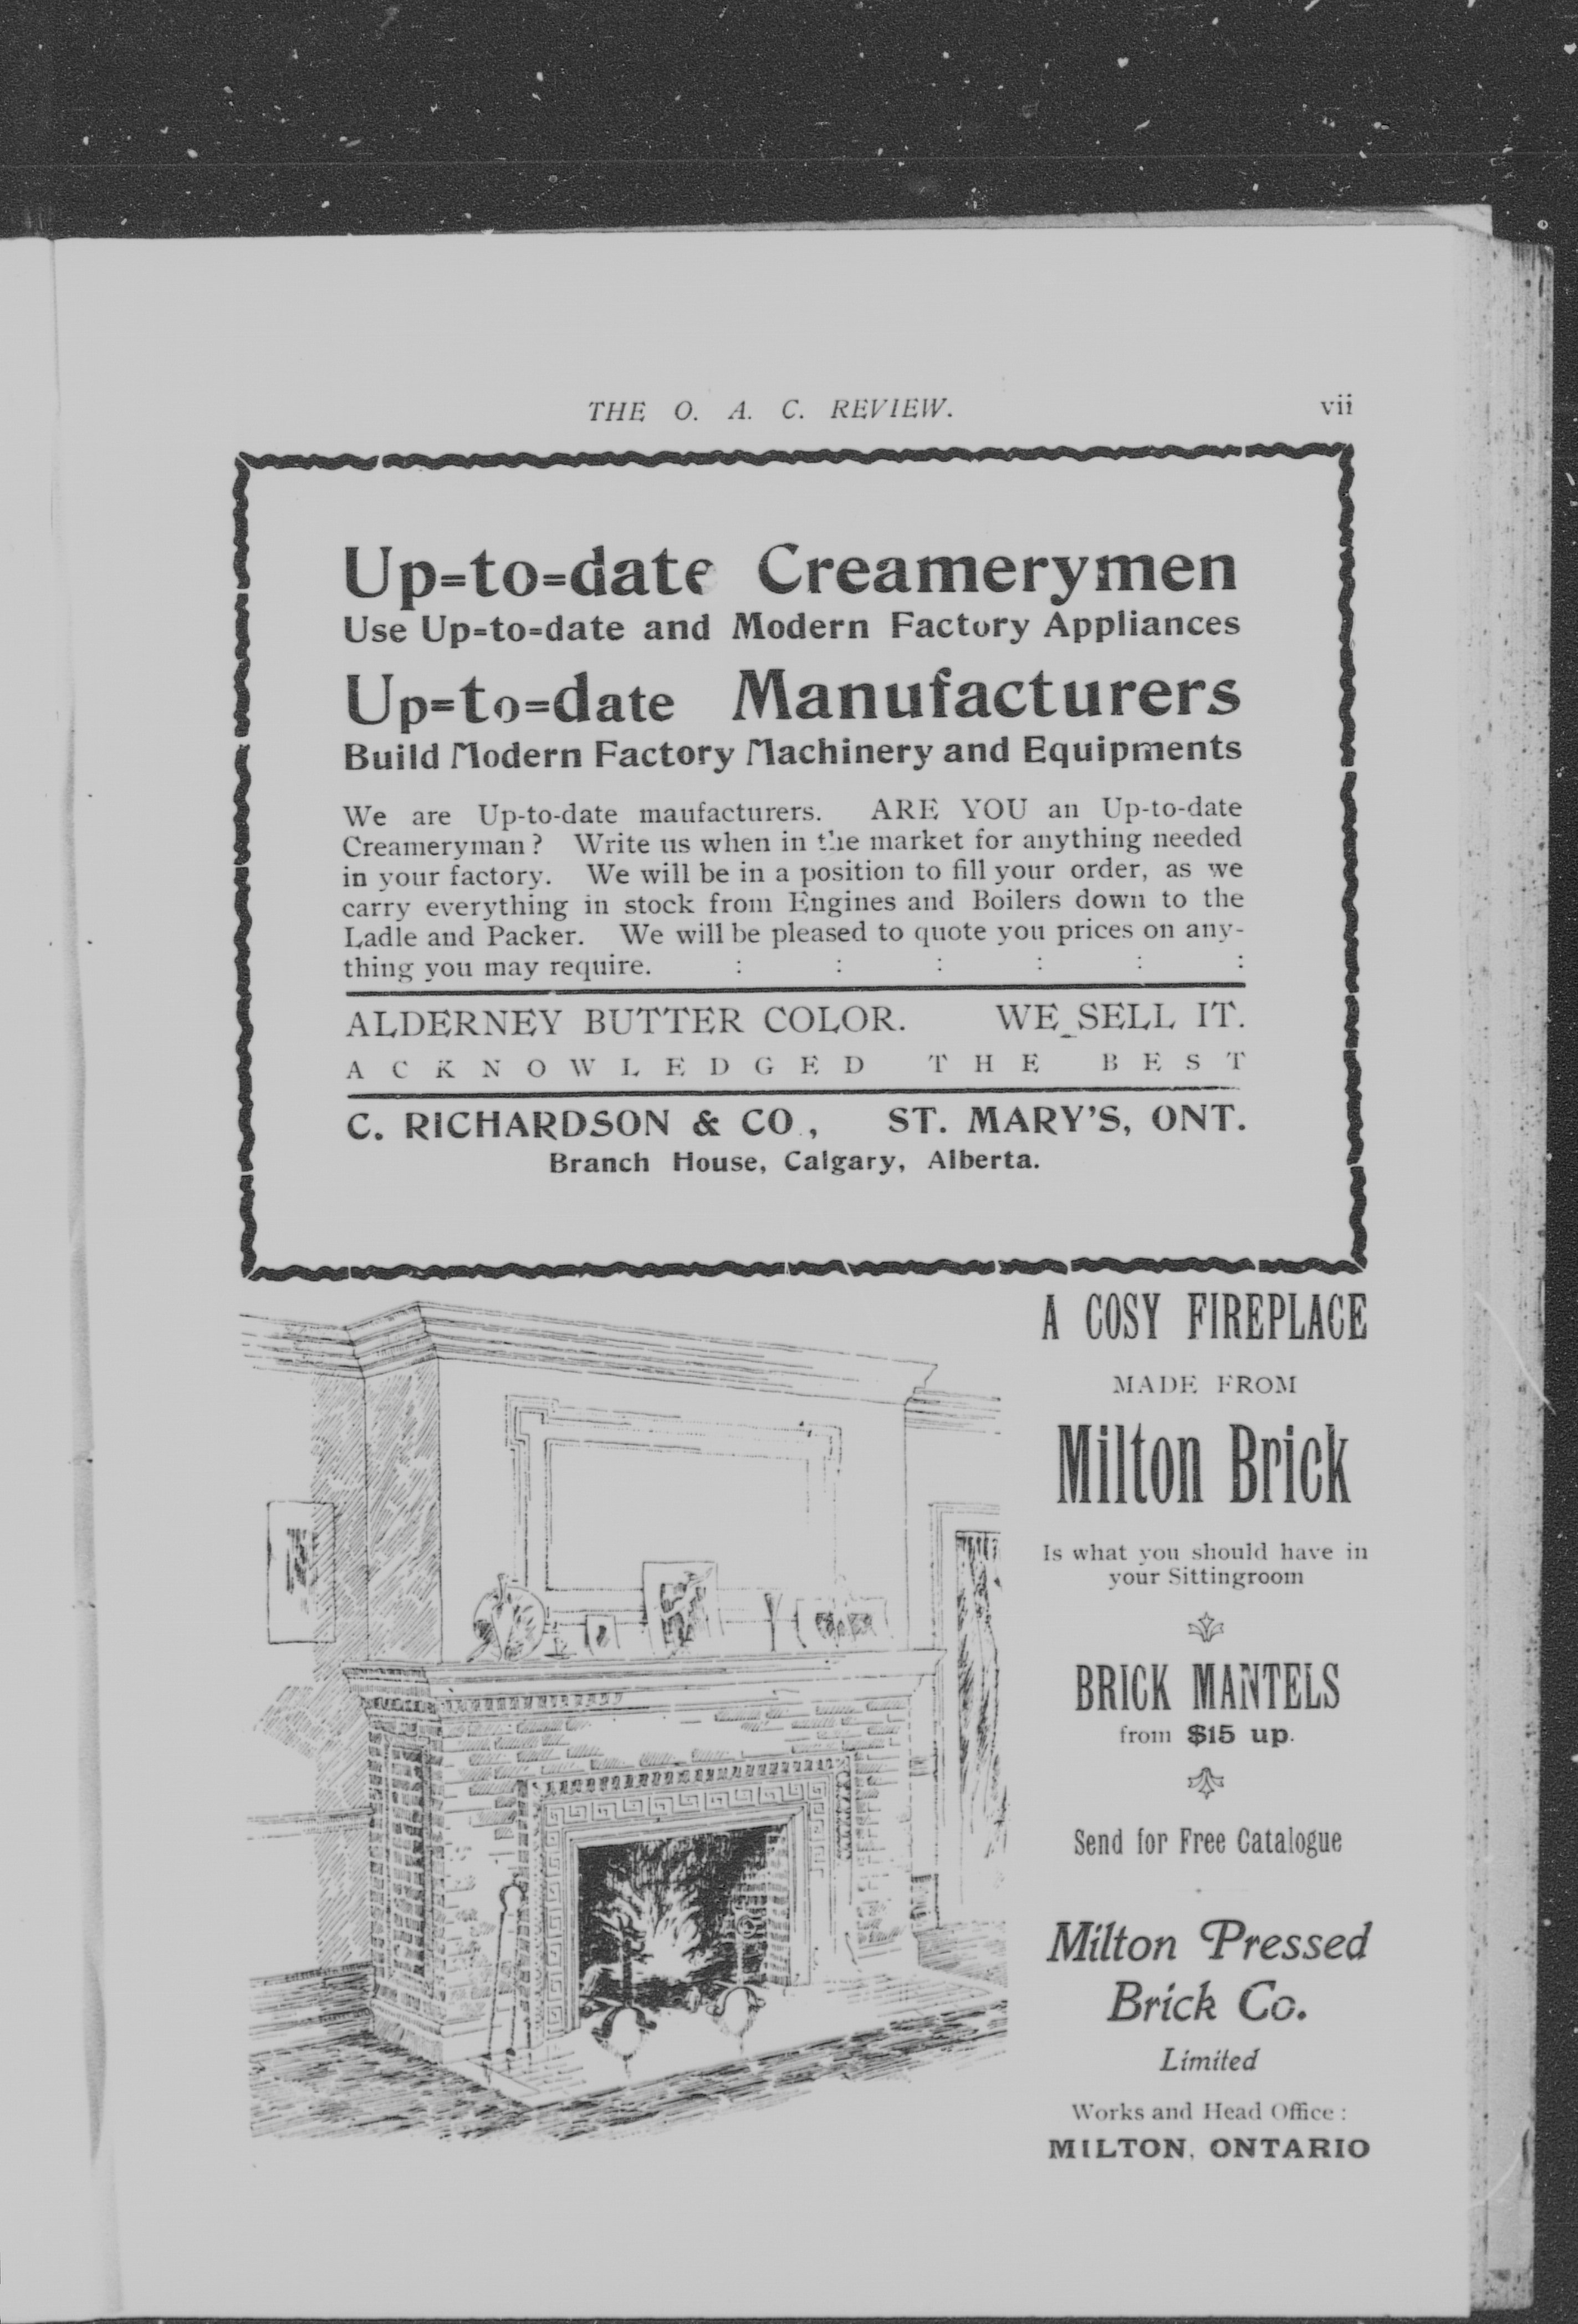 THE O. A. C. REVIEW. vii
Up=to=date Creamerymen
Use Up=to=date and Modern Factory Appliances
Up=to=date Manufacturers
Build Modern Factory Machinery and Equipments
We are Up-to-date maufacturers. ARE YOU an Up-to-date
Creameryman ? Write us when in the market for anything needed
in your factory. We will be in a position to fill your order, as we
carry everything in stock from Engines and Boilers down to the
Ladle and Packer. We will be pleased to quote you prices on any-
thing you may require. : : : : : :
ALDERNEY BUTTER COLOR. WE SELL IT.
ACKNOWLEDGED THE BEST
C. RICHARDSON & CO., ST. MARY'S, ONT.
Branch House, Calgary, Alberta.
A COSY FIREPLACE
MADE FROM
Milton Brick
Is what you should have in
your Sittingroom
BRICK MANTELS
from $15 up.
Send for Free Catalogue
Milton Pressed
Brick Co.
Limited
Works and Head Office :
MILTON, ONTARIO